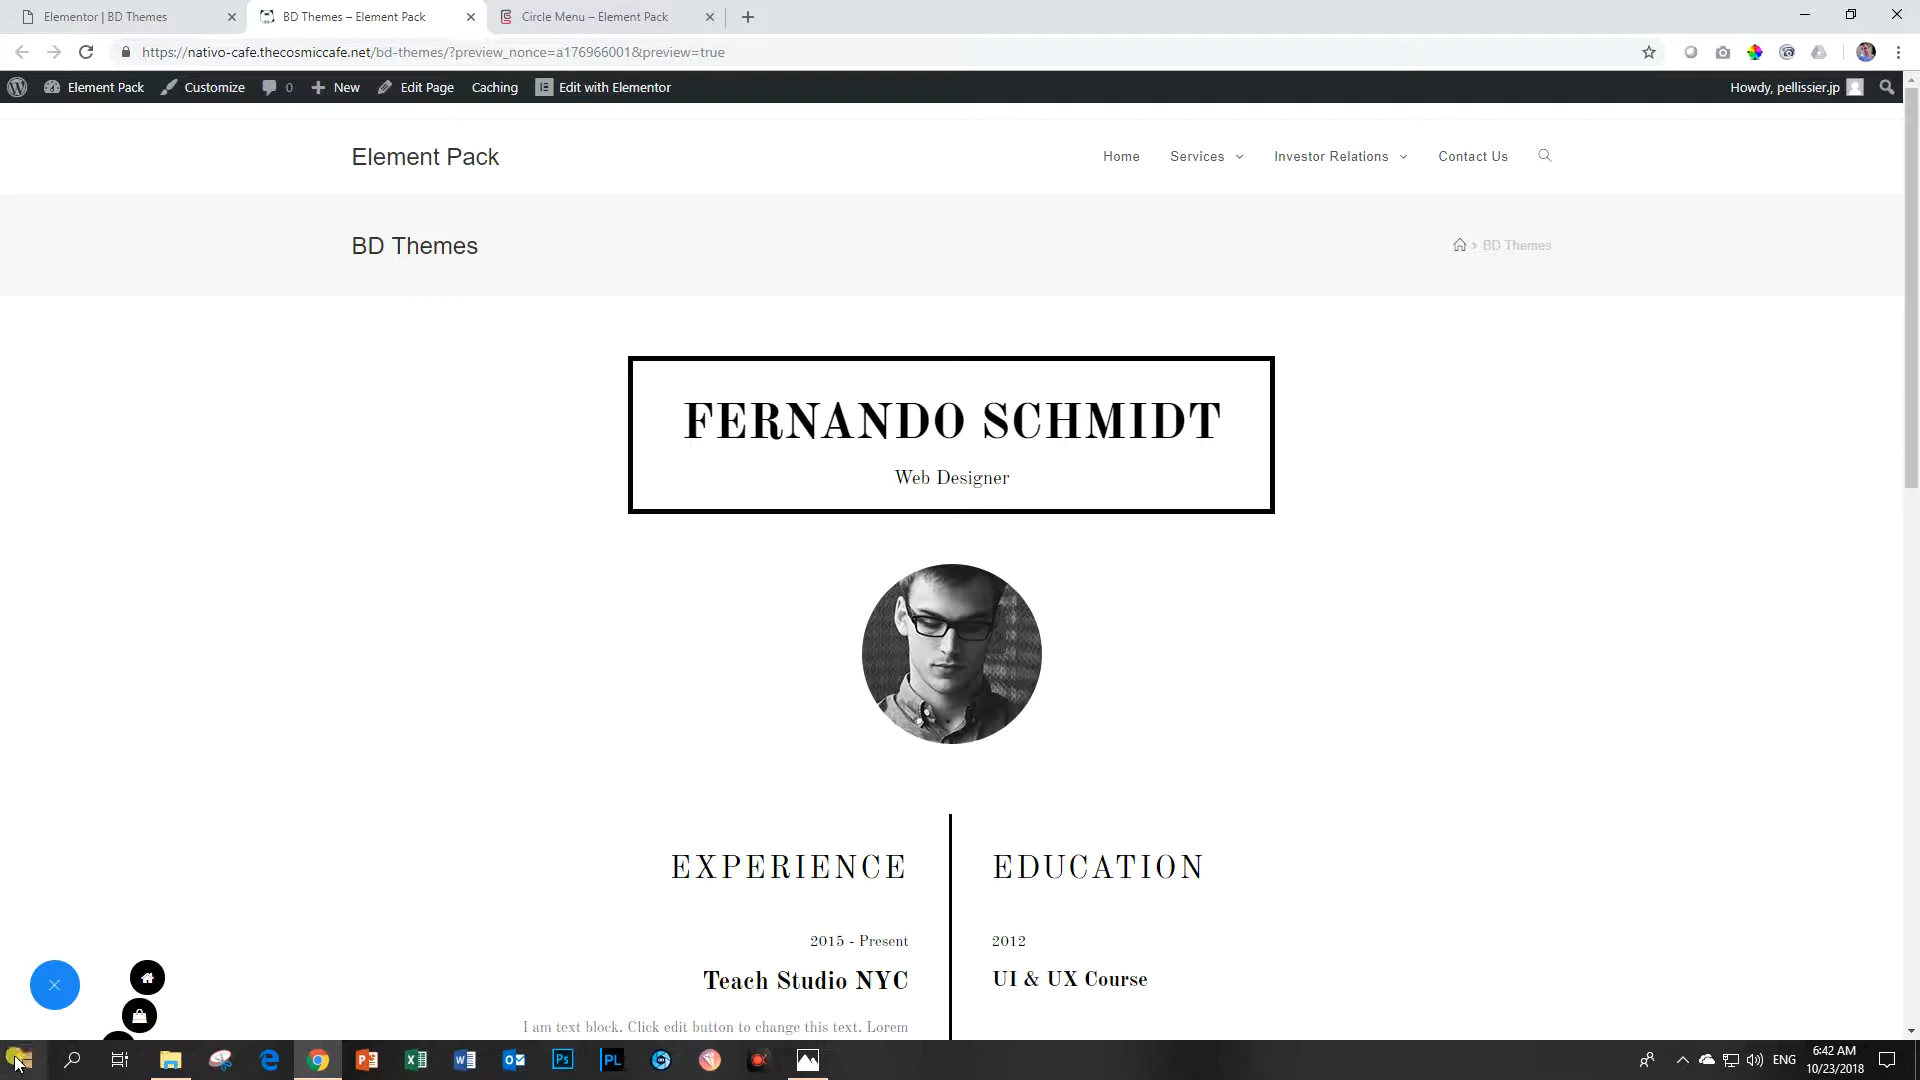 Elementor | BD Themes
BD Themes – Element Pack
Circle Menu – Element Pack
https://nativo-cafe.thecosmiccafe.net/bd-themes/?preview_nonce=a176966001&preview=true
Element Pack
Customize
0
New
Edit Page
Caching
Edit with Elementor
Howdy, pellissier.jp
Element Pack
Home
Services
Investor Relations
Contact Us
BD Themes
> BD Themes
FERNANDO SCHMIDT
Web Designer
EXPERIENCE
EDUCATION
2015 - Present
2012
Teach Studio NYC
UI & UX Course
I am text block. Click edit button to change this text. Lorem
Ps
PL
ENG
6:42 AM
10/23/2018